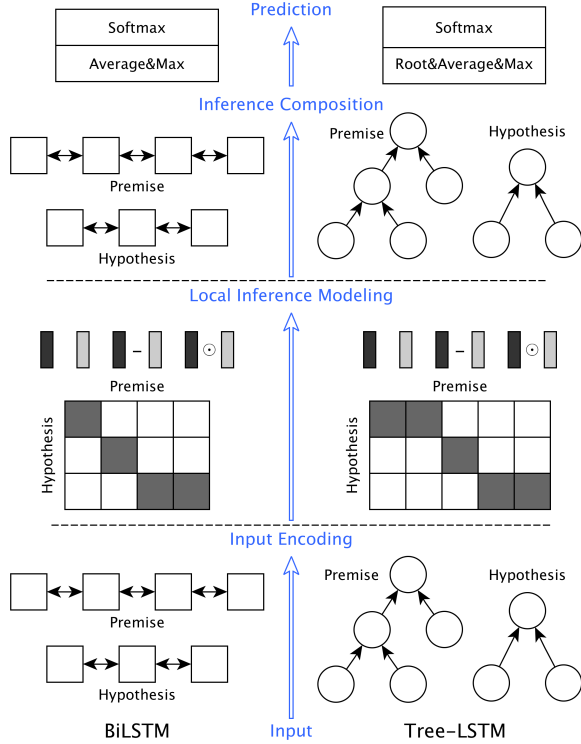 Prediction
Softmax
Average&Max
Softmax
Root&Average&Max
Inference Composition
Premise
Hypothesis
Premise
Hypothesis
Local Inference Modeling
–
⊙
–
⊙
Premise
Hypothesis
Premise
Hypothesis
Input Encoding
Premise
Hypothesis
Premise
Hypothesis
BiLSTM
Input
Tree-LSTM